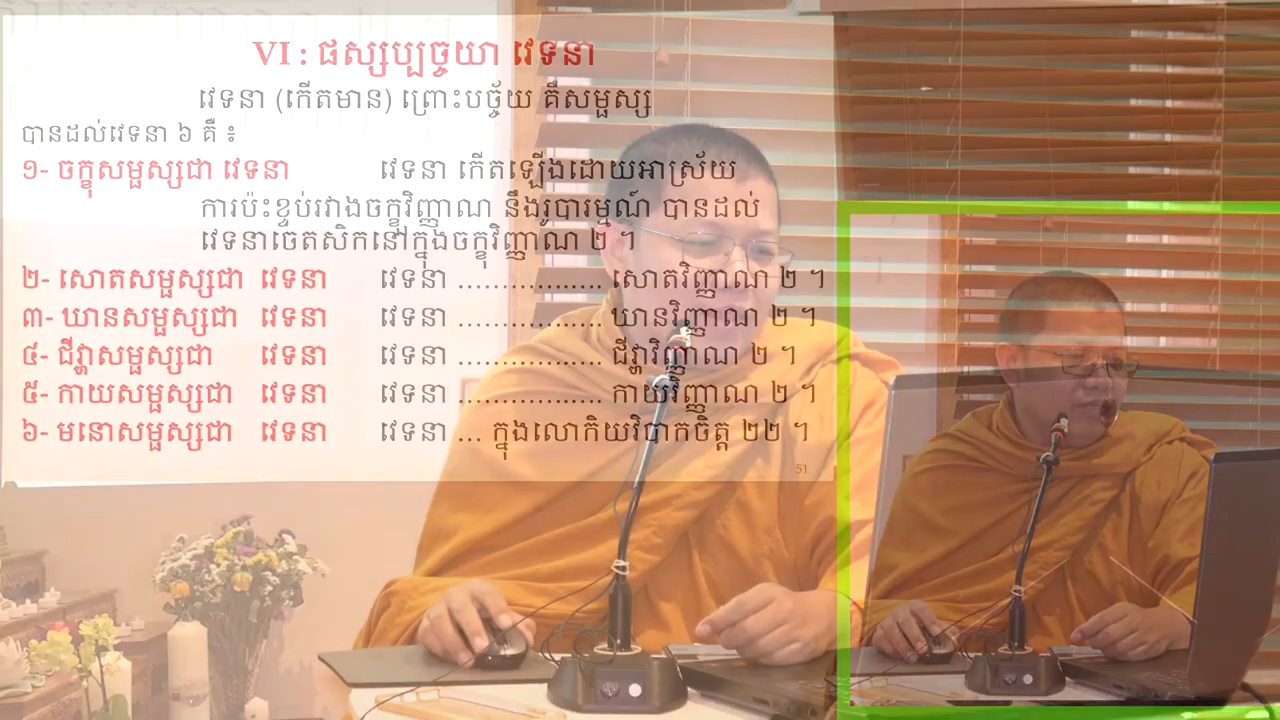 VI : ផស្សប្បច្ចយា វេទនា
វេទនា (កើតមាន) ព្រោះបច្ច័យ គឺសម្ផស្ស
បានដល់វេទនា ៦ គឺ ៖
១- ចក្ខុសម្ផស្សជា វេទនា វេទនា កើតឡើងដោយអាស្រ័យ
ការប៉ះខ្ទប់រវាងចក្ខុវិញ្ញាណ នឹងរូបារម្មណ៍ បានដល់
វេទនាចេតសិកនៅក្នុងចក្ខុវិញ្ញាណ ២ ។
២- សោតសម្ផស្សជា វេទនា វេទនា ................. សោតវិញ្ញាណ ២ ។
៣- ឃានសម្ផស្សជា វេទនា វេទនា ................. ឃានវិញ្ញាណ ២ ។
៤- ជីវ្ហាសម្ផស្សជា វេទនា វេទនា ................. ជីវ្ហាវិញ្ញាណ ២ ។
៥- កាយសម្ផស្សជា វេទនា វេទនា ................. កាយវិញ្ញាណ ២ ។
៦- មនោសម្ផស្សជា វេទនា វេទនា ... ក្នុងលោកិយវិបាកចិត្ត ២២ ។
51